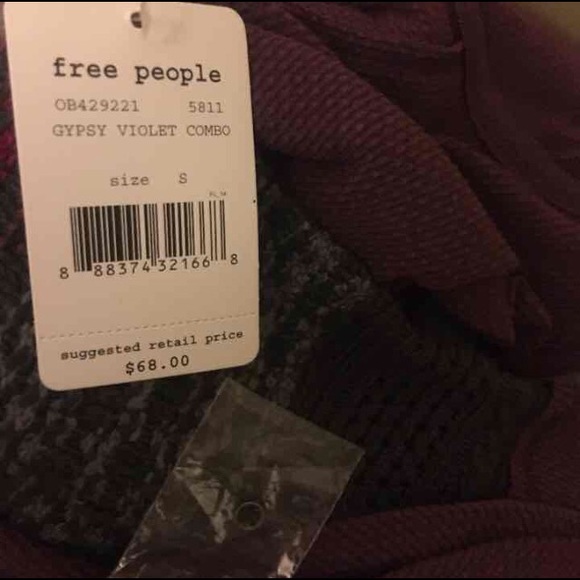 free people
OB429221 5811
GYPSY VIOLET COMBO
size S
8 88374 32166 8
suggested retail price
$68.00